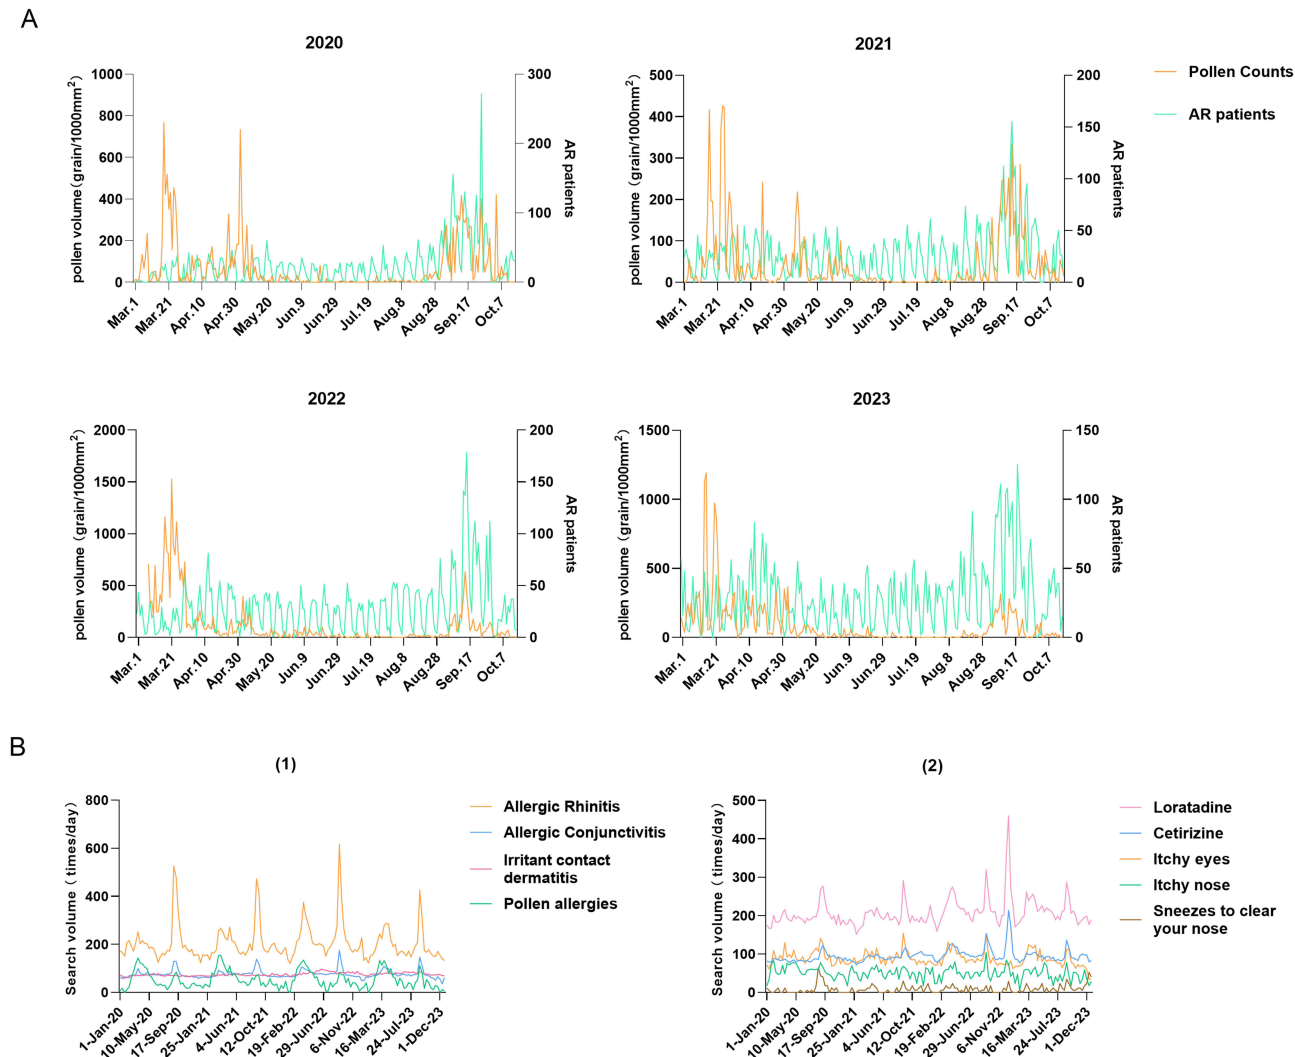 A
2020
1000
800
600
400
200
0
pollen volume（grain/1000mm²）
300
200
100
0
AR patients
Mar.1
Mar.21
Apr.10
Apr.30
May.20
Jun.9
Jun.29
Jul.19
Aug.8
Aug.28
Sep.17
Oct.7
2021
500
400
300
200
100
0
pollen volume（grain/1000mm²）
200
150
100
50
0
AR patients
Mar.1
Mar.21
Apr.10
Apr.30
May.20
Jun.9
Jun.29
Jul.19
Aug.8
Aug.28
Sep.17
Oct.7
Pollen Counts
AR patients
2022
2000
1500
1000
500
0
pollen volume（grain/1000mm²）
200
150
100
50
0
AR patients
Mar.1
Mar.21
Apr.10
Apr.30
May.20
Jun.9
Jun.29
Jul.19
Aug.8
Aug.28
Sep.17
Oct.7
2023
1500
1000
500
0
pollen volume（grain/1000mm²）
150
100
50
0
AR patients
Mar.1
Mar.21
Apr.10
Apr.30
May.20
Jun.9
Jun.29
Jul.19
Aug.8
Aug.28
Sep.17
Oct.7
B
(1)
800
600
400
200
0
Search volume（times/day）
1-Jan-20
10-May-20
17-Sep-20
25-Jan-21
4-Jun-21
12-Oct-21
19-Feb-22
29-Jun-22
6-Nov-22
16-Mar-23
24-Jul-23
1-Dec-23
Allergic Rhinitis
Allergic Conjunctivitis
Irritant contact
dermatitis
Pollen allergies
(2)
500
400
300
200
100
0
Search volume（times/day）
1-Jan-20
10-May-20
17-Sep-20
25-Jan-21
4-Jun-21
12-Oct-21
19-Feb-22
29-Jun-22
6-Nov-22
16-Mar-23
24-Jul-23
1-Dec-23
Loratadine
Cetirizine
Itchy eyes
Itchy nose
Sneezes to clear
your nose